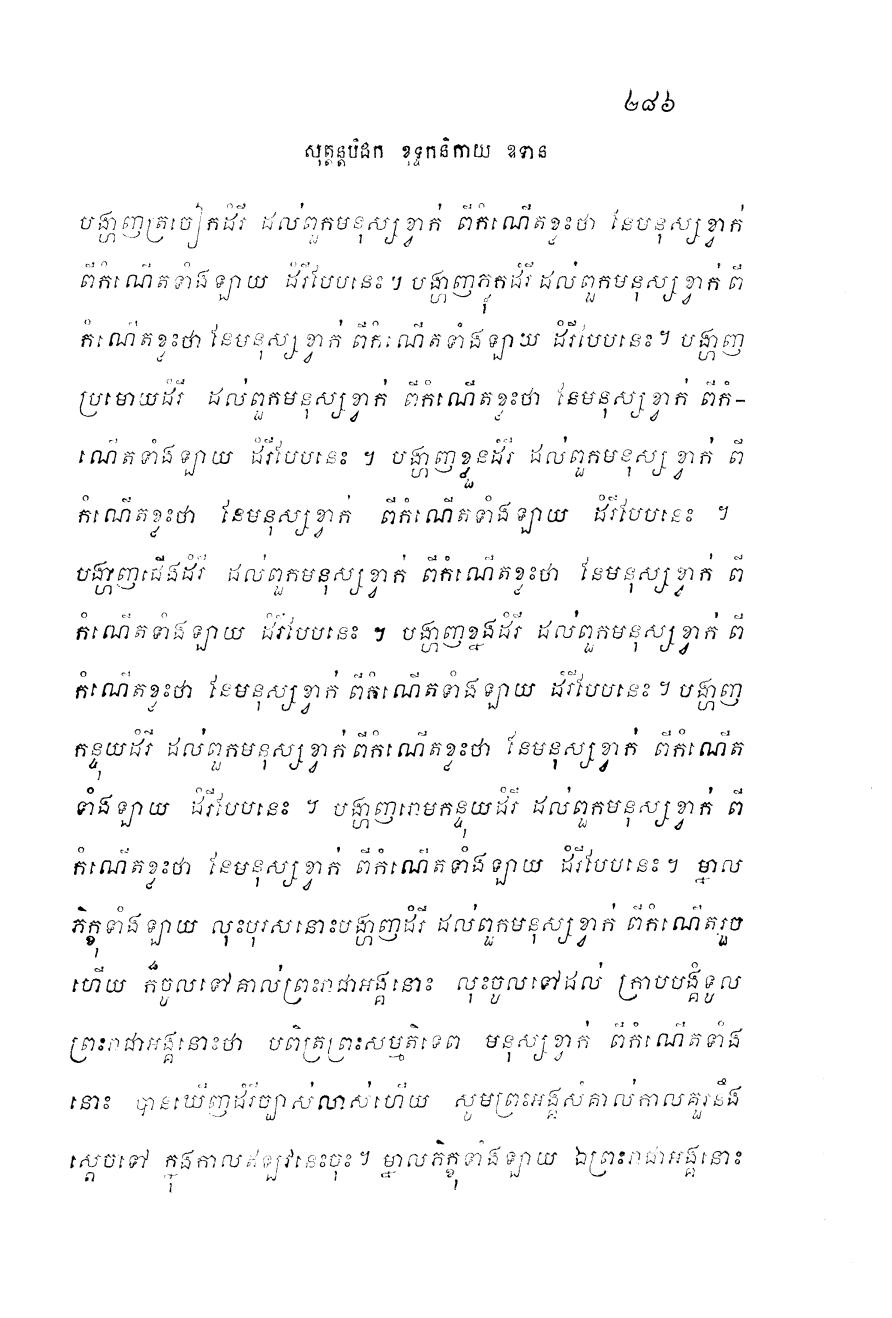 ២៨៦
សុត្តន្តបិដក ខុទ្ទកនិកាយ ឧទាន
បង្ហាញត្រចៀកដំរី ដល់ពួកមនុស្សខ្វាក់ ពីកំណើតខ្លះថា នែមនុស្សខ្វាក់
ពីកំណើតទាំងឡាយ ដំរីបែបនេះ។ បង្ហាញភ្លុកដំរី ដល់ពួកមនុស្សខ្វាក់ ពី
កំណើតខ្លះថា នែមនុស្សខ្វាក់ ពីកំណើតទាំងឡាយ ដំរីបែបនេះ។ បង្ហាញ
ប្រមោយដំរី ដល់ពួកមនុស្សខ្វាក់ ពីកំណើតខ្លះថា នែមនុស្សខ្វាក់ ពីកំ-
ណើតទាំងឡាយ ដំរីបែបនេះ ។ បង្ហាញខ្លួនដំរី ដល់ពួកមនុស្សខ្វាក់ ពី
កំណើតខ្លះថា នែមនុស្សខ្វាក់ ពីកំណើតទាំងឡាយ ដំរីបែបនេះ ។
បង្ហាញជើងដំរី ដល់ពួកមនុស្សខ្វាក់ ពីកំណើតខ្លះថា នែមនុស្សខ្វាក់ ពី
កំណើតទាំងឡាយ ដំរីបែបនេះ ។ បង្ហាញខ្នងដំរី ដល់ពួកមនុស្សខ្វាក់ ពី
កំណើតខ្លះថា នែមនុស្សខ្វាក់ ពីកំណើតទាំងឡាយ ដំរីបែបនេះ។ បង្ហាញ
កន្ទុយដំរី ដល់ពួកមនុស្សខ្វាក់ ពីកំណើតខ្លះថា នែមនុស្សខ្វាក់ ពីកំណើត
ទាំងឡាយ ដំរីបែបនេះ ។ បង្ហាញរោមកន្ទុយដំរី ដល់ពួកមនុស្សខ្វាក់ ពី
កំណើតខ្លះថា នែមនុស្សខ្វាក់ ពីកំណើតទាំងឡាយ ដំរីបែបនេះ។ ម្នាល
ភិក្ខុទាំងឡាយ លុះបុរសនោះបង្ហាញដំរី ដល់ពួកមនុស្សខ្វាក់ ពីកំណើតរួច
ហើយ ក៏ចូលទៅគាល់ព្រះរាជាអង្គនោះ លុះចូលទៅដល់ ក្រាបបង្គំទូល
ព្រះរាជាអង្គនោះថា បពិត្រព្រះសម្មតិទេព មនុស្សខ្វាក់ ពីកំណើតទាំង
នោះ បានឃើញដំរីច្បាស់លាស់ហើយ សូមព្រះអង្គសំគាល់កាលគួរនឹង
ស្តេចទៅ ក្នុងកាលឥឡូវនេះចុះ។ ម្នាលភិក្ខុទាំងឡាយ ឯព្រះរាជាអង្គនោះ